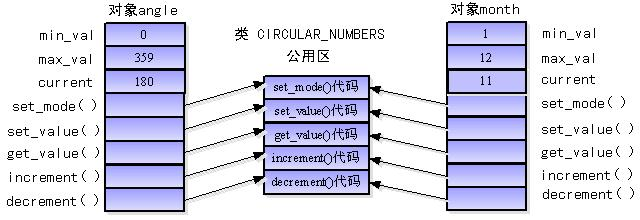 对象angle 对象month
min_val 0 类 CIRCULAR_NUMBERS 1 min_val
max_val 359 公用区 12 max_val
current 180 11 current
set_mode( ) set_mode()代码 set_mode( )
set_value( ) set_value()代码 set_value( )
get_value( ) get_value()代码 get_value( )
increment( ) increment()代码 increment( )
decrement( ) decrement()代码 decrement( )